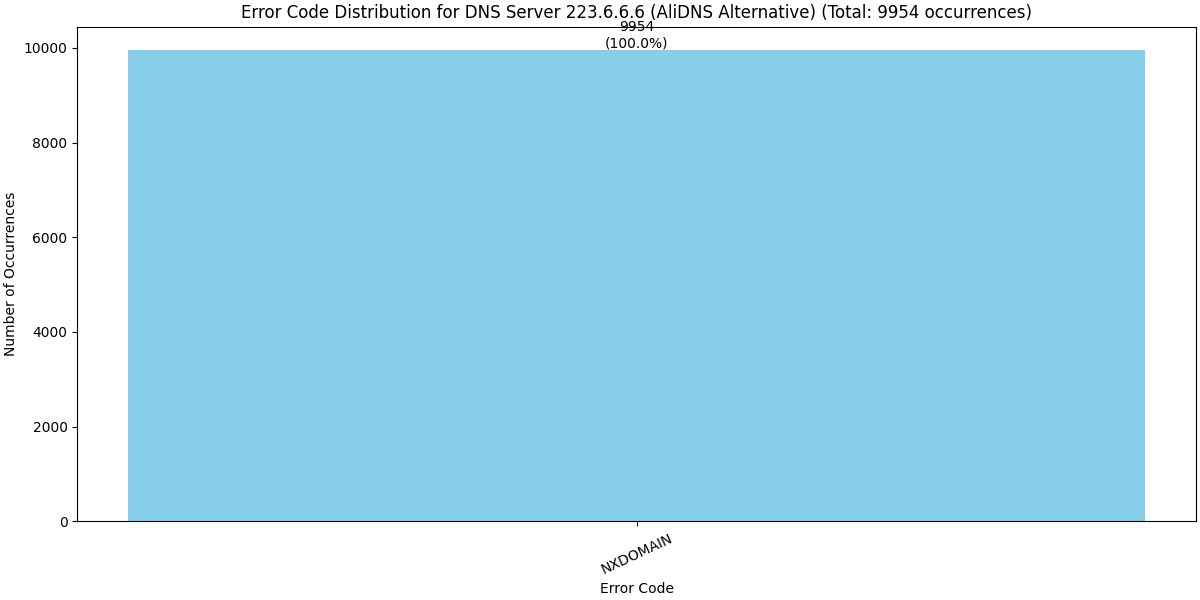 Error Code Distribution for DNS Server 223.6.6.6 (AliDNS Alternative) (Total: 9954 occurrences)
9954
(100.0%)
10000
8000
6000
4000
2000
0
Number of Occurrences
NXDOMAIN
Error Code